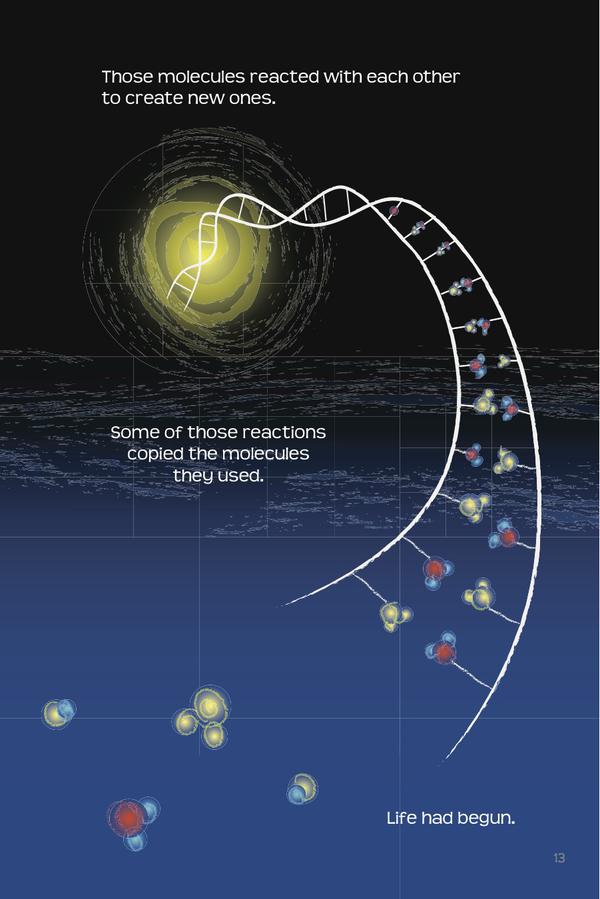 Those molecules reacted with each other
to create new ones.
Some of those reactions
copied the molecules
they used.
Life had begun.
13